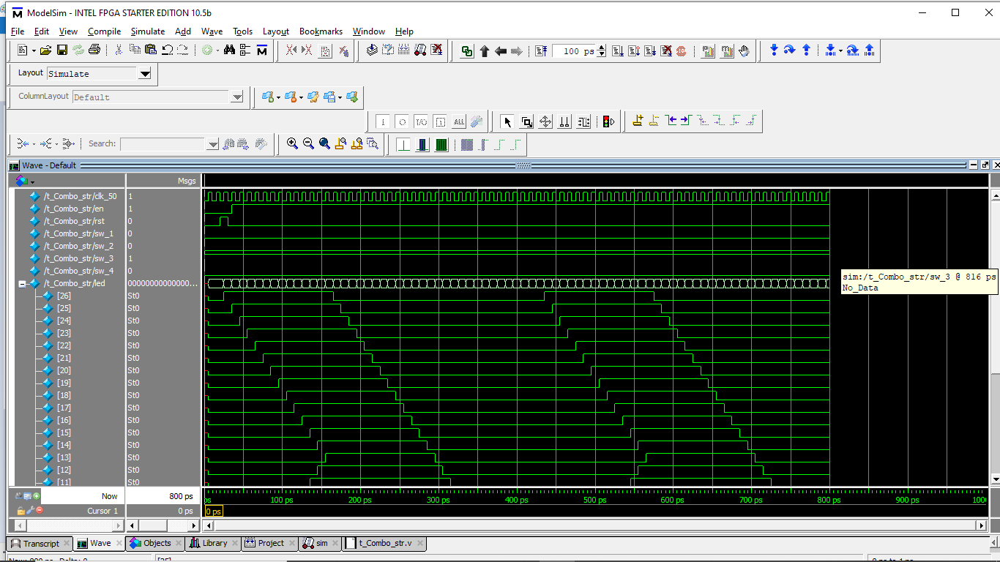 ModelSim - INTEL FPGA STARTER EDITION 10.5b
File Edit View Compile Simulate Add Wave Tools Layout Bookmarks Window Help
100 ps
Layout Simulate
ColumnLayout Default
Search:
Wave - Default
Msgs
/t_Combo_str/clk_50 1
/t_Combo_str/en 1
/t_Combo_str/rst 0
/t_Combo_str/sw_1 0
/t_Combo_str/sw_2 0
/t_Combo_str/sw_3 1
/t_Combo_str/sw_4 0
/t_Combo_str/led 00000000000000...
sim:/t_Combo_str/sw_3 @ 816 ps
No_Data
[26] St0
[25] St0
[24] St0
[23] St0
[22] St0
[21] St0
[20] St0
[19] St0
[18] St0
[17] St0
[16] St0
[15] St0
[14] St0
[13] St0
[12] St0
[11] St0
Now 800 ps ps 100 ps 200 ps 300 ps 400 ps 500 ps 600 ps 700 ps 800 ps 900 ps 1000
Cursor 1 0 ps 0 ps
Transcript Wave Objects Library Project sim t_Combo_str.v